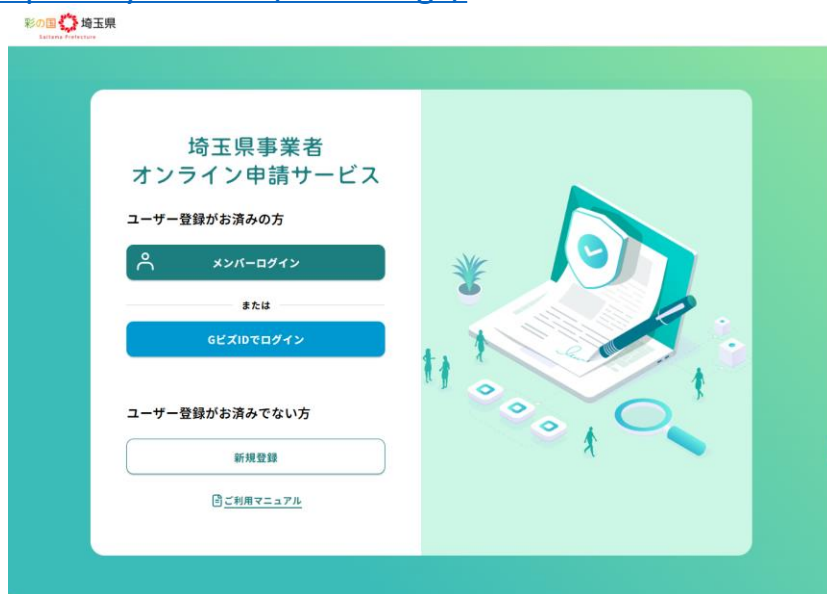 彩の国 埼玉県
Saitama Prefecture
埼玉県事業者
オンライン申請サービス
ユーザー登録がお済みの方
メンバーログイン
または
GビズIDでログイン
ユーザー登録がお済みでない方
新規登録
ご利用マニュアル